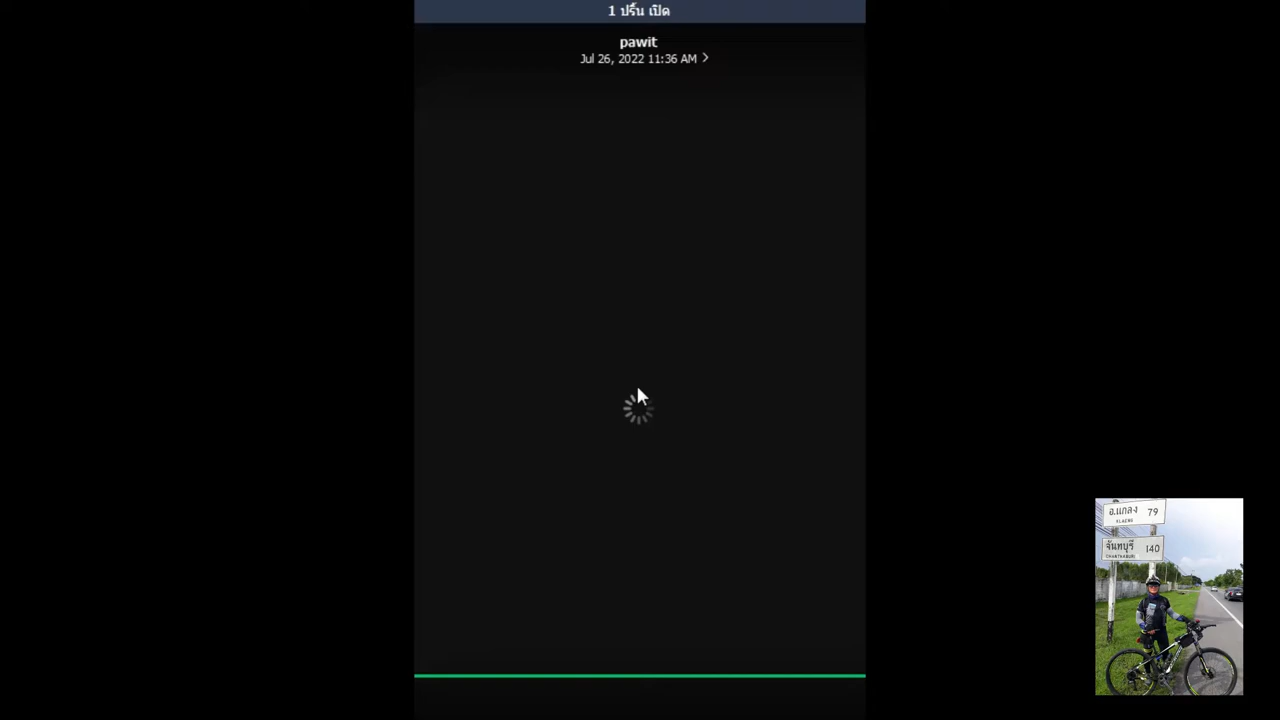 1 ปริ้น เปิด
pawit
Jul 26, 2022 11:36 AM
อ.แกลง 79
KLAENG
จันทบุรี 140
CHANTHABURI